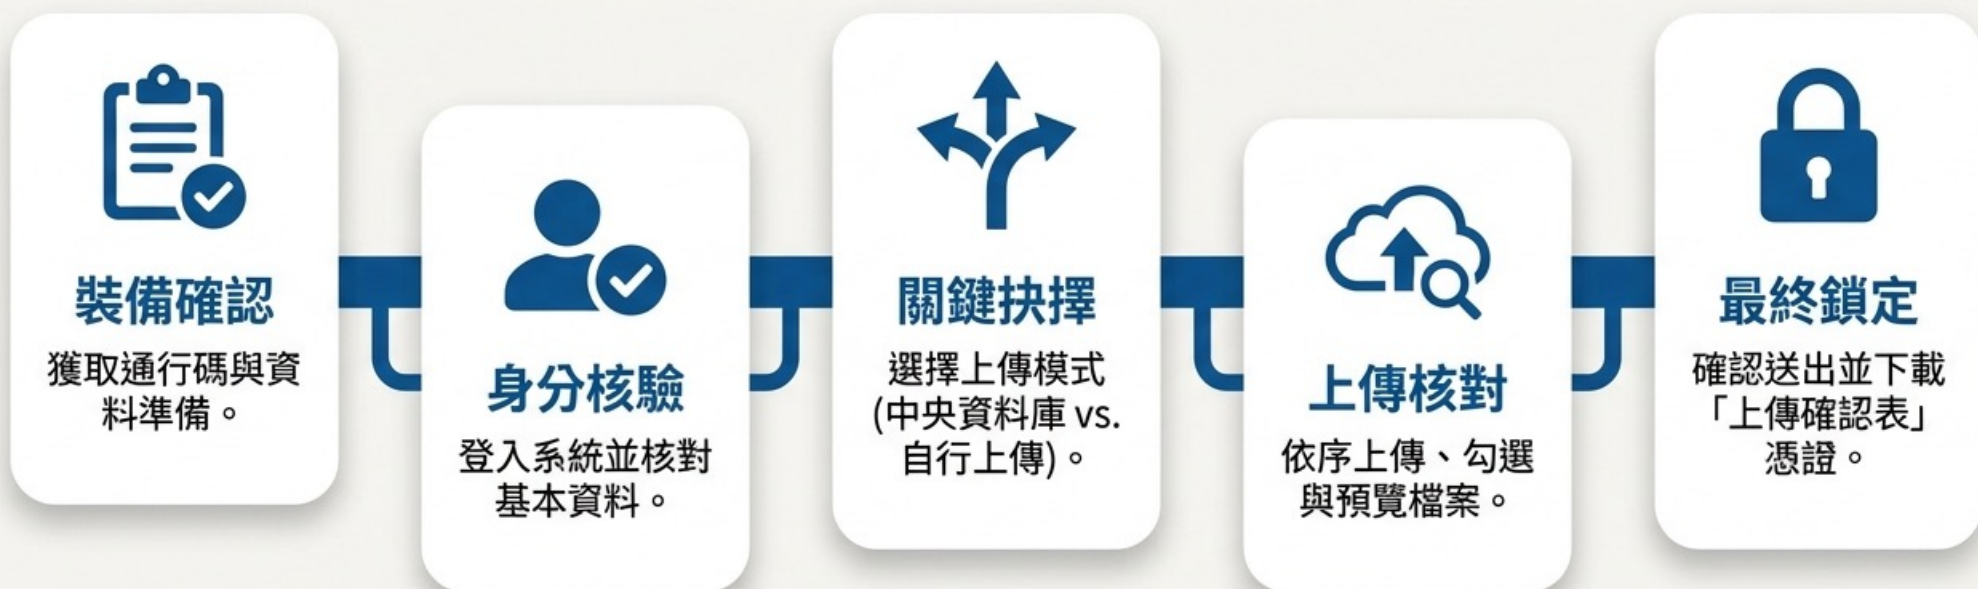 裝備確認
獲取通行碼與資
料準備。
身分核驗
登入系統並核對
基本資料。
關鍵抉擇
選擇上傳模式
(中央資料庫 vs.
自行上傳)。
上傳核對
依序上傳、勾選
與預覽檔案。
最終鎖定
確認送出並下載
「上傳確認表」
憑證。